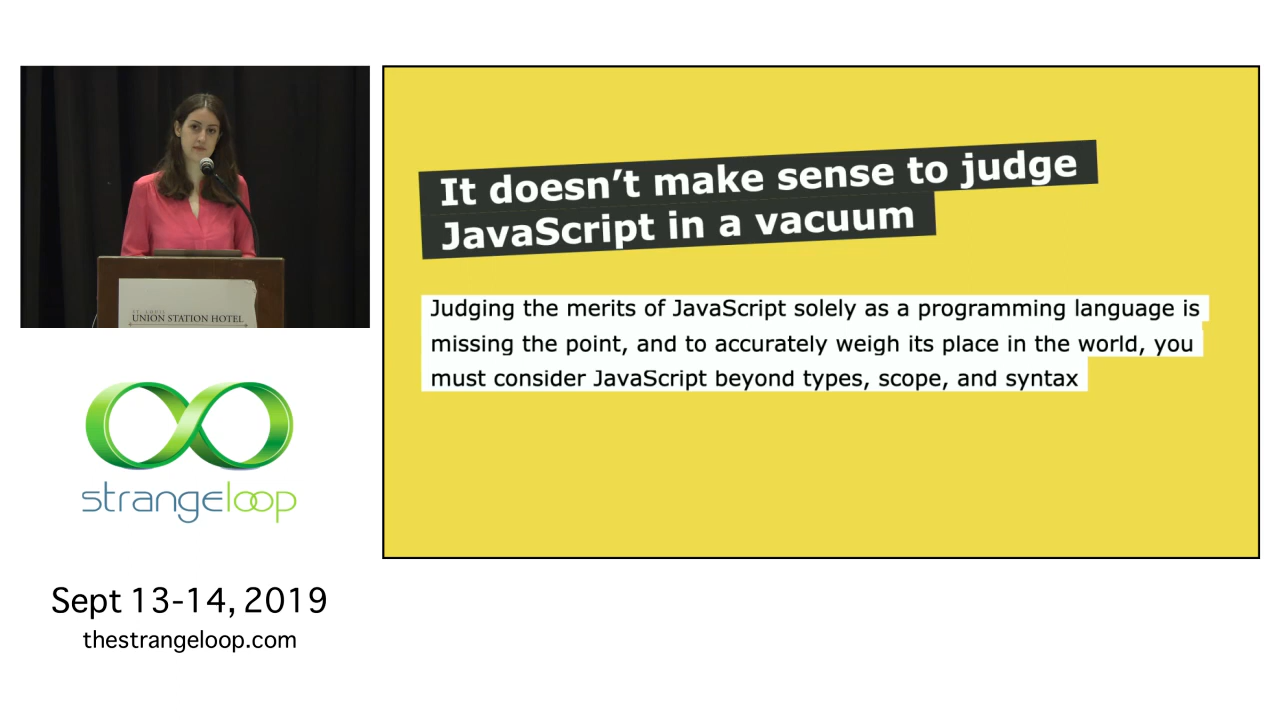 It doesn’t make sense to judge
JavaScript in a vacuum
Judging the merits of JavaScript solely as a programming language is
missing the point, and to accurately weigh its place in the world, you
must consider JavaScript beyond types, scope, and syntax
ST. LOUIS
UNION STATION HOTEL
strangeloop
Sept 13-14, 2019
thestrangeloop.com